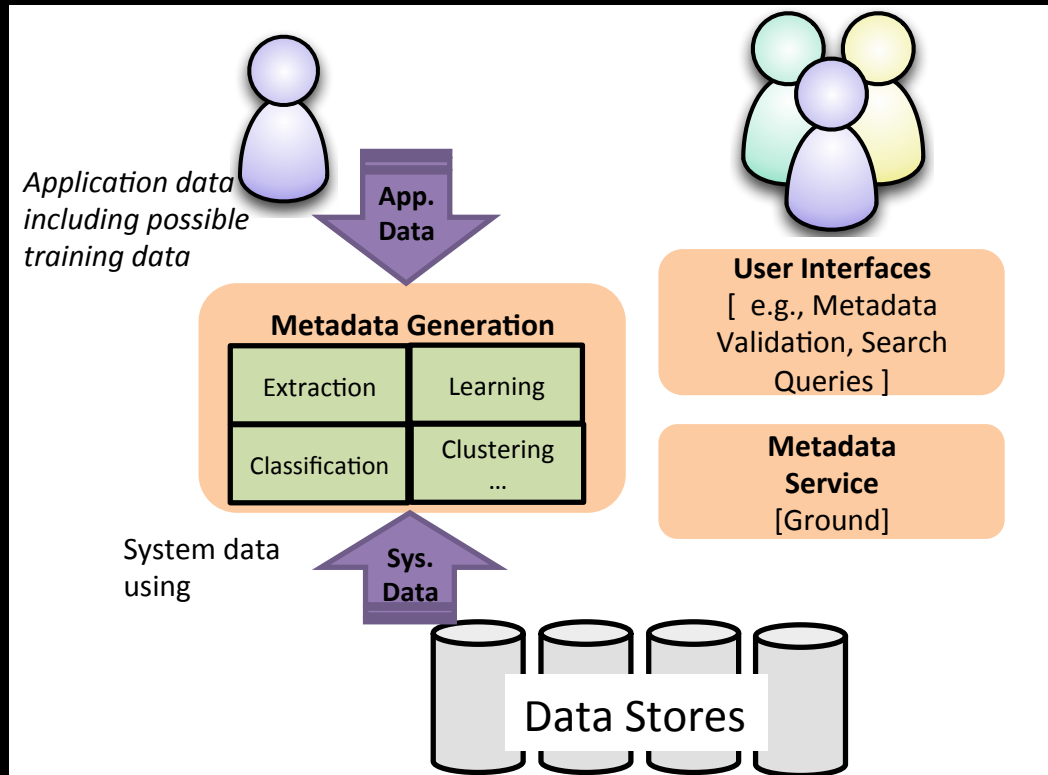 Application data
including possible
training data
App.
Data
Metadata Generation
Extraction
Learning
Classification
Clustering
...
System data
using
Sys.
Data
User Interfaces
[ e.g., Metadata
Validation, Search
Queries ]
Metadata
Service
[Ground]
Data Stores